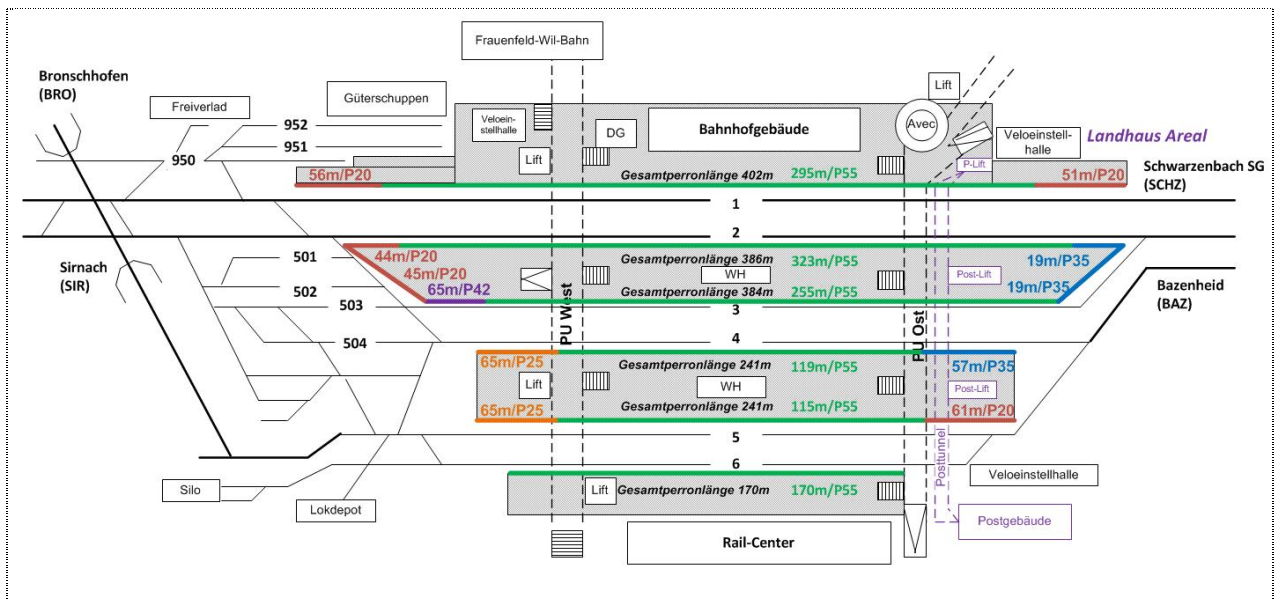 Frauenfeld-Wil-Bahn
Bronschhofen
(BRO)
Freiverlad
Güterschuppen
Lift
952
Veloein-
stellhalle
DG
Bahnhofgebäude
Avec
Veloeinstell-
halle
Landhaus Areal
951
950
Lift
P-Lift
Schwarzenbach SG
(SCHZ)
56m/P20
Gesamtperronlänge 402m
295m/P55
51m/P20
1
2
501
44m/P20
Gesamtperronlänge 386m
323m/P55
19m/P35
Sirnach
(SIR)
45m/P20
WH
Post-Lift
Bazenheid
(BAZ)
502
65m/P42
Gesamtperronlänge 384m
255m/P55
19m/P35
503
3
PU West
PU Ost
504
4
65m/P25
Gesamtperronlänge 241m
119m/P55
57m/P35
Lift
WH
Post-Lift
65m/P25
Gesamtperronlänge 241m
115m/P55
61m/P20
5
6
Posttunnel
Veloeinstellhalle
Silo
Lift
Gesamtperronlänge 170m
170m/P55
Lokdepot
Postgebäude
Rail-Center